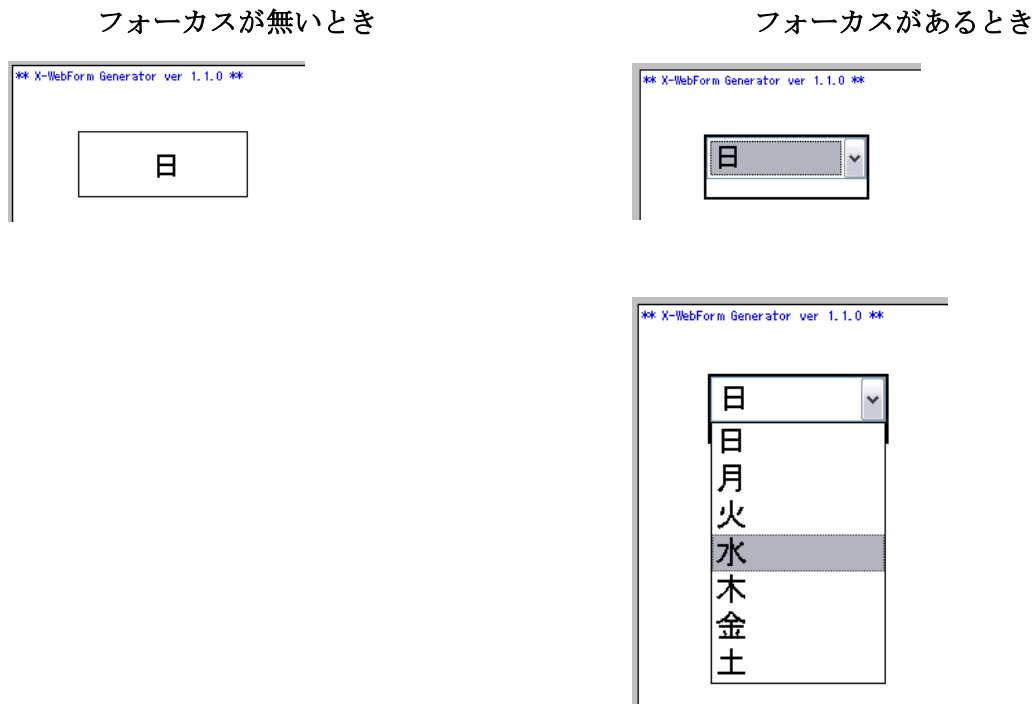 フォーカスが無いとき
フォーカスがあるとき
** X-WebForm Generator ver 1.1.0 **
日
** X-WebForm Generator ver 1.1.0 **
日
** X-WebForm Generator ver 1.1.0 **
日
日
月
火
水
木
金
土